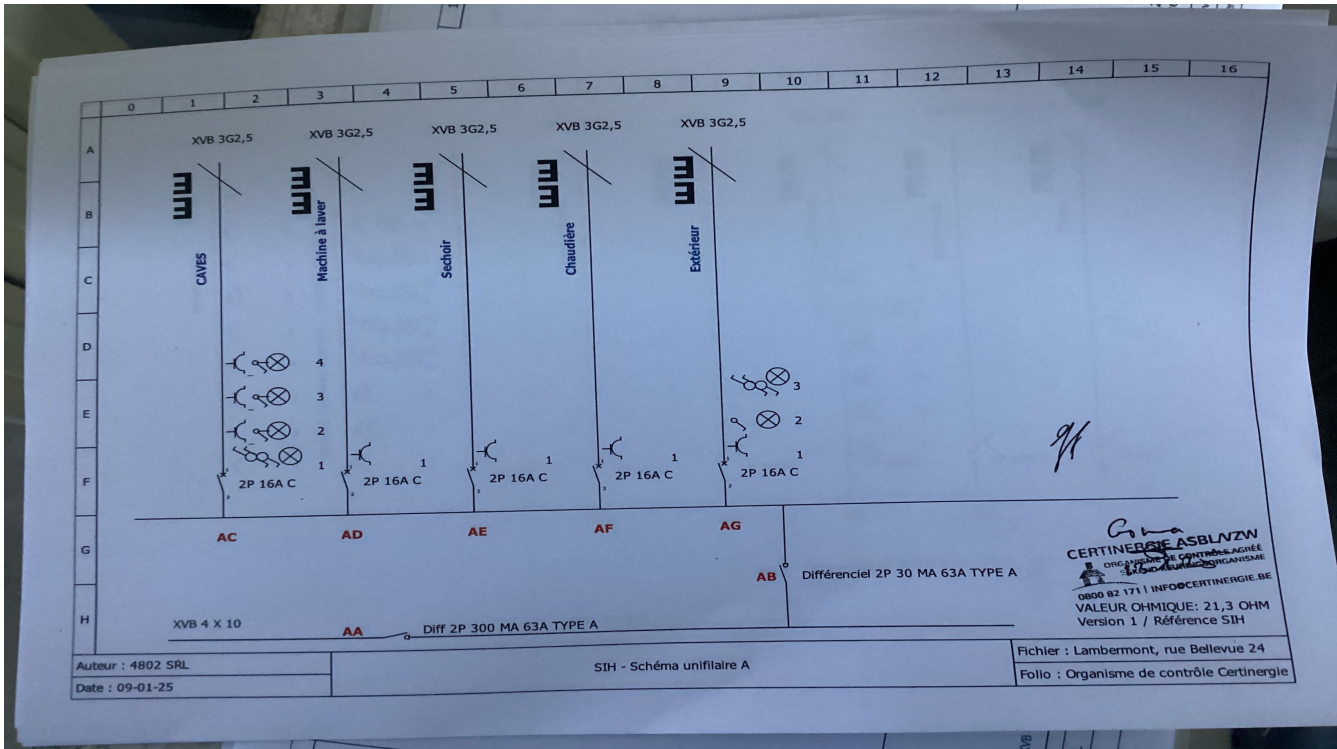 0 1 2 3 4 5 6 7 8 9 10 11 12 13 14 15 16
XVB 3G2,5 XVB 3G2,5 XVB 3G2,5 XVB 3G2,5 XVB 3G2,5
A
B
C
D
E
F
G
H
CAVES
Machine à laver
Sechoir
Chaudière
Extérieur
4
3 3
2 2
1 1 1 1 1
2P 16A C 2P 16A C 2P 16A C 2P 16A C 2P 16A C
AC AD AE AF AG
AB Différenciel 2P 30 MA 63A TYPE A
XVB 4 X 10 AA Diff 2P 300 MA 63A TYPE A
CERTINERGIE ASBL/VZW
ORGANISME DE CONTRÔLE AGRÉÉ
0800 82 171 | INFO@CERTINERGIE.BE
VALEUR OHMIQUE: 21,3 OHM
Version 1 / Référence SIH
Auteur : 4802 SRL
Date : 09-01-25
SIH - Schéma unifilaire A
Fichier : Lambermont, rue Bellevue 24
Folio : Organisme de contrôle Certinergie